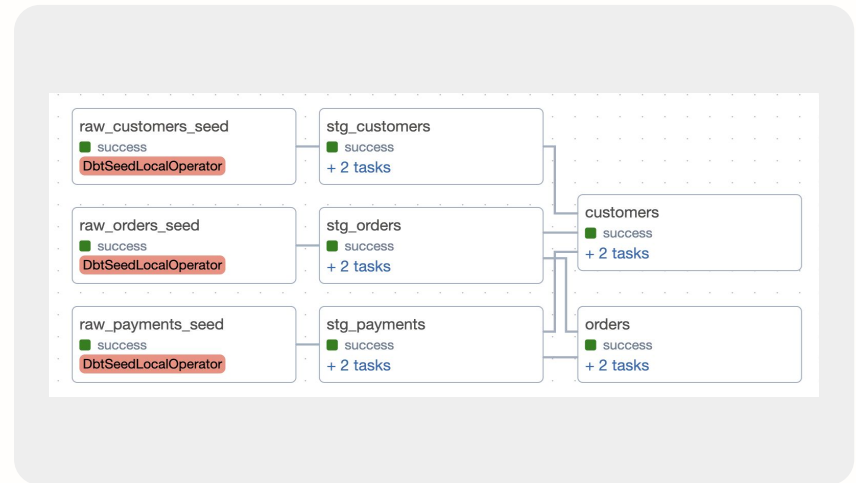 raw_customers_seed
success
DbtSeedLocalOperator
stg_customers
success
+ 2 tasks
raw_orders_seed
success
DbtSeedLocalOperator
stg_orders
success
+ 2 tasks
customers
success
+ 2 tasks
raw_payments_seed
success
DbtSeedLocalOperator
stg_payments
success
+ 2 tasks
orders
success
+ 2 tasks